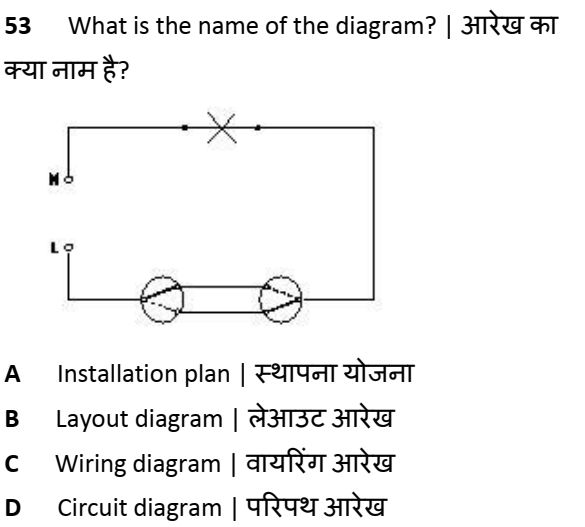 53 What is the name of the diagram? | आरेख का
क्या नाम है?
N
L
A Installation plan | स्थापना योजना
B Layout diagram | लेआउट आरेख
C Wiring diagram | वायरिंग आरेख
D Circuit diagram | परिपथ आरेख